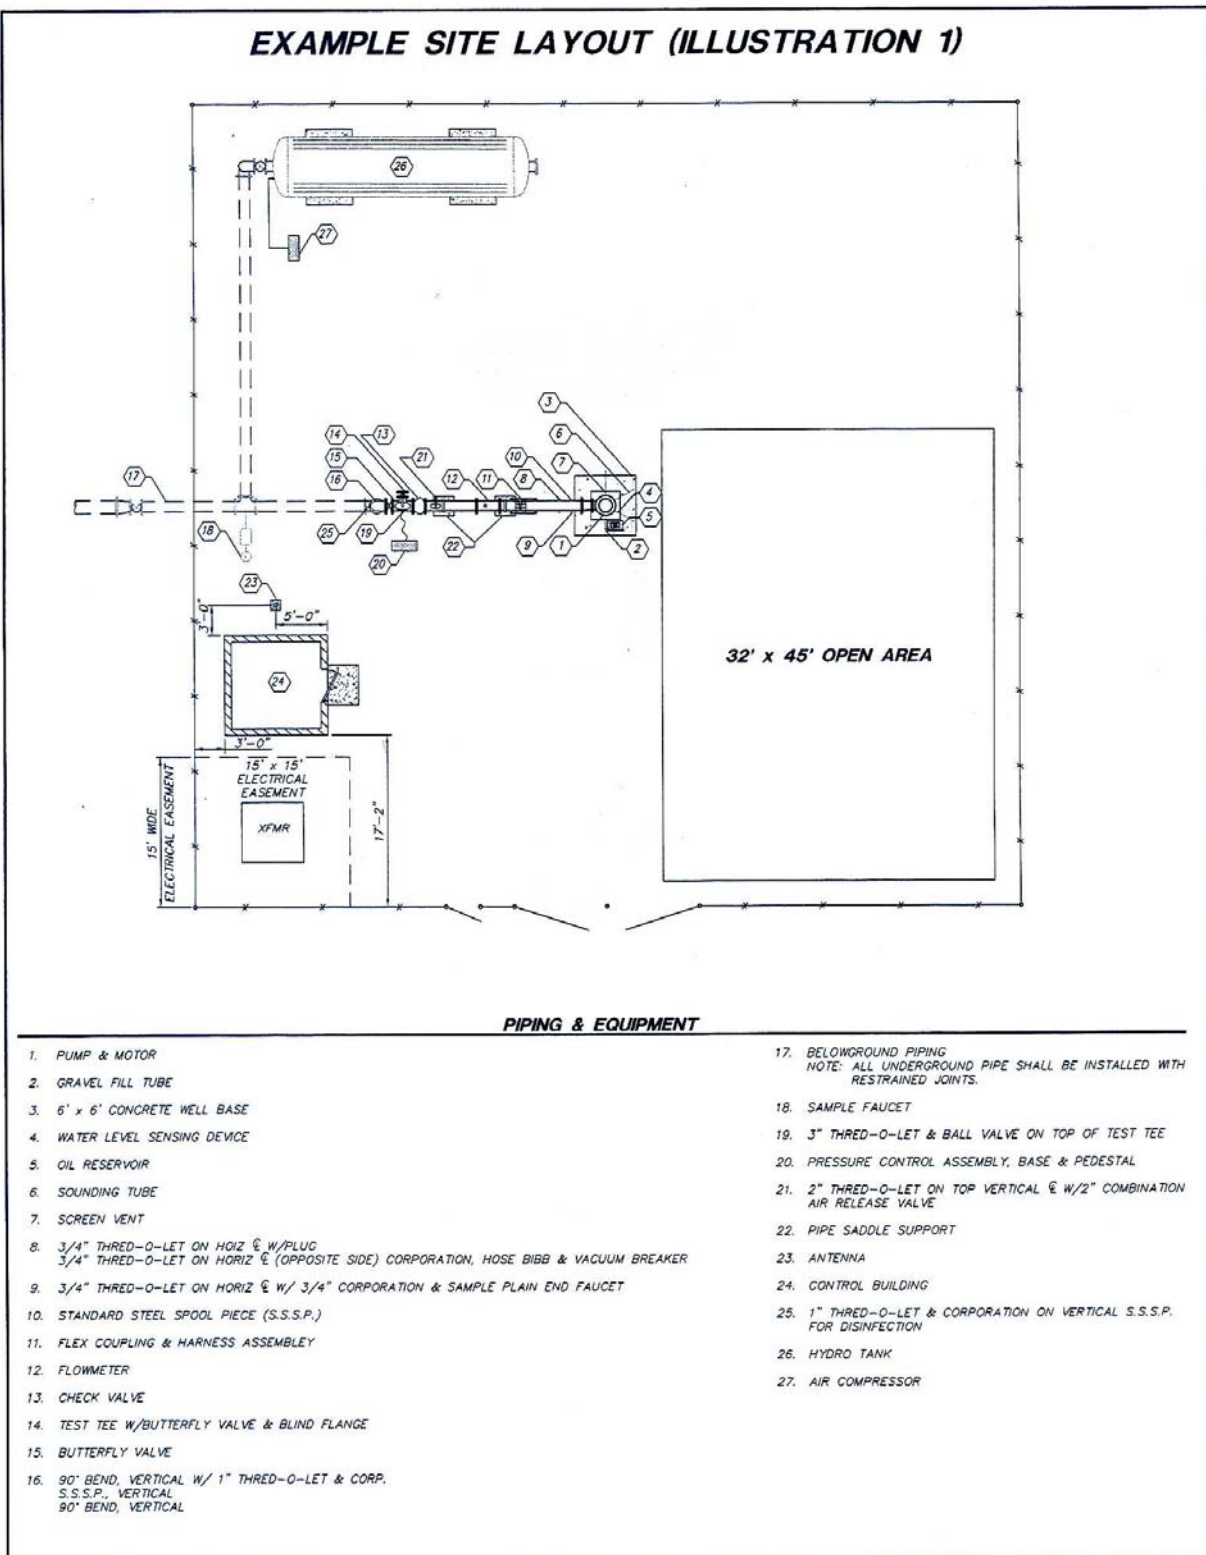 EXAMPLE SITE LAYOUT (ILLUSTRATION 1)
26
27
3
6
7
14
13
15
21
12
11
10
8
4
5
16
17
18
25
19
20
22
9
1
2
23
3'-0"
5'-0"
24
32' x 45' OPEN AREA
3'-0"
15' x 15'
ELECTRICAL
EASEMENT
XFMR
15' WIDE
ELECTRICAL EASEMENT
17'-2"
PIPING & EQUIPMENT
1. PUMP & MOTOR
2. GRAVEL FILL TUBE
3. 6' x 6' CONCRETE WELL BASE
4. WATER LEVEL SENSING DEVICE
5. OIL RESERVOIR
6. SOUNDING TUBE
7. SCREEN VENT
8. 3/4" THRED-O-LET ON HOIZ ℄ W/PLUG
3/4" THRED-O-LET ON HORIZ ℄ (OPPOSITE SIDE) CORPORATION, HOSE BIBB & VACUUM BREAKER
9. 3/4" THRED-O-LET ON HORIZ ℄ W/ 3/4" CORPORATION & SAMPLE PLAIN END FAUCET
10. STANDARD STEEL SPOOL PIECE (S.S.S.P.)
11. FLEX COUPLING & HARNESS ASSEMBLEY
12. FLOWMETER
13. CHECK VALVE
14. TEST TEE W/BUTTERFLY VALVE & BLIND FLANGE
15. BUTTERFLY VALVE
16. 90° BEND, VERTICAL W/ 1" THRED-O-LET & CORP.
S.S.S.P., VERTICAL
90° BEND, VERTICAL
17. BELOWGROUND PIPING
NOTE: ALL UNDERGROUND PIPE SHALL BE INSTALLED WITH
RESTRAINED JOINTS.
18. SAMPLE FAUCET
19. 3" THRED-O-LET & BALL VALVE ON TOP OF TEST TEE
20. PRESSURE CONTROL ASSEMBLY, BASE & PEDESTAL
21. 2" THRED-O-LET ON TOP VERTICAL ℄ W/2" COMBINATION
AIR RELEASE VALVE
22. PIPE SADDLE SUPPORT
23. ANTENNA
24. CONTROL BUILDING
25. 1" THRED-O-LET & CORPORATION ON VERTICAL S.S.S.P.
FOR DISINFECTION
26. HYDRO TANK
27. AIR COMPRESSOR